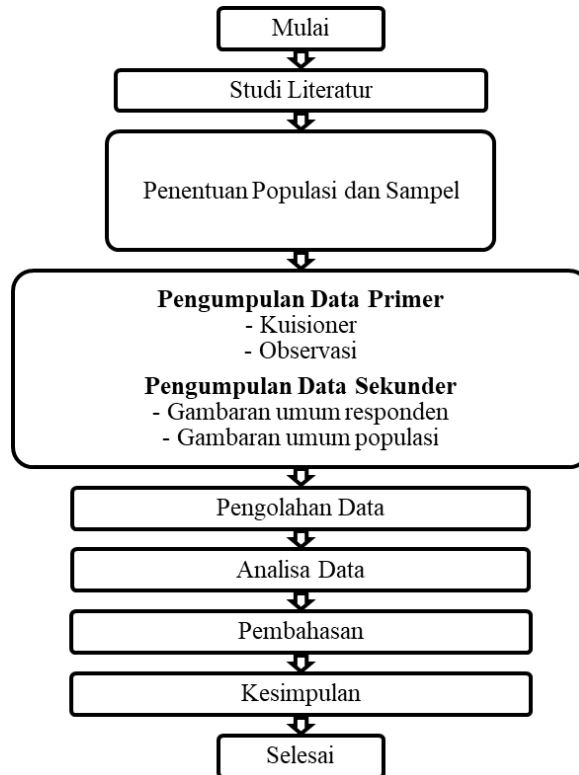 Mulai
Studi Literatur
Penentuan Populasi dan Sampel
Pengumpulan Data Primer
- Kuisioner
- Observasi
Pengumpulan Data Sekunder
- Gambaran umum responden
- Gambaran umum populasi
Pengolahan Data
Analisa Data
Pembahasan
Kesimpulan
Selesai